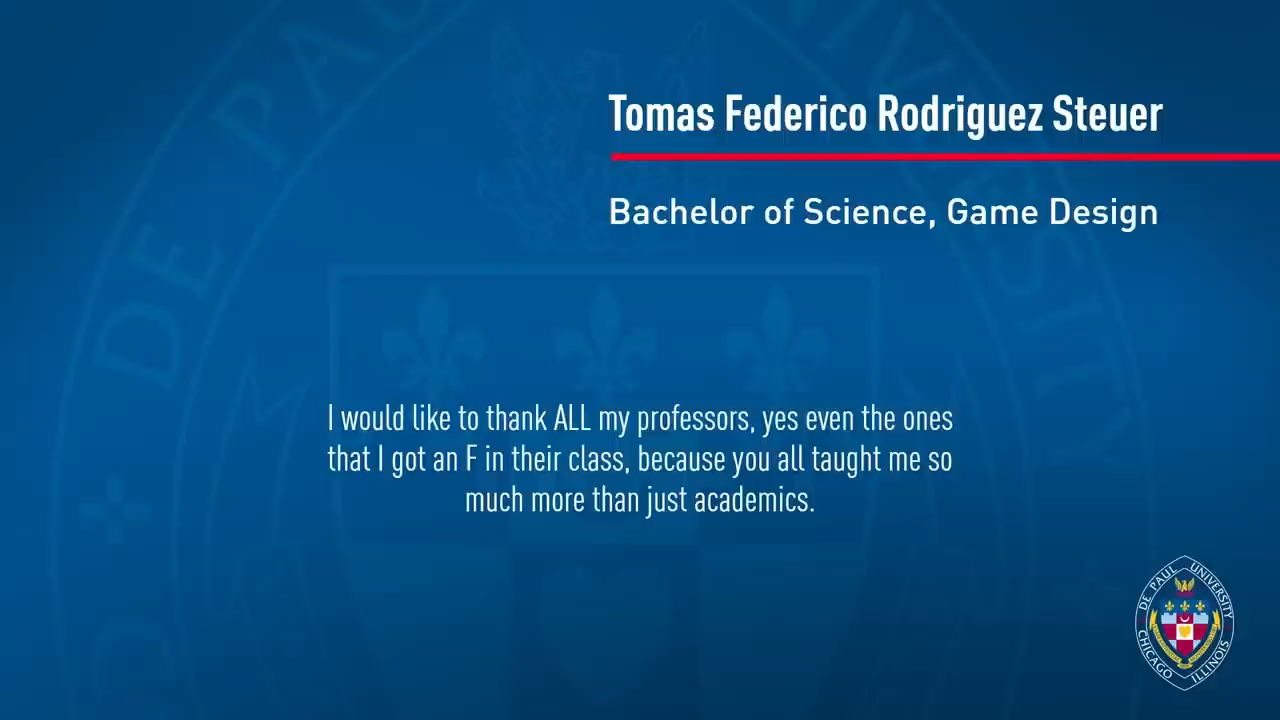 Tomas Federico Rodriguez Steuer
Bachelor of Science, Game Design
I would like to thank ALL my professors, yes even the ones
that I got an F in their class, because you all taught me so
much more than just academics.
DE PAUL UNIVERSITY
CHICAGO ILLINOIS